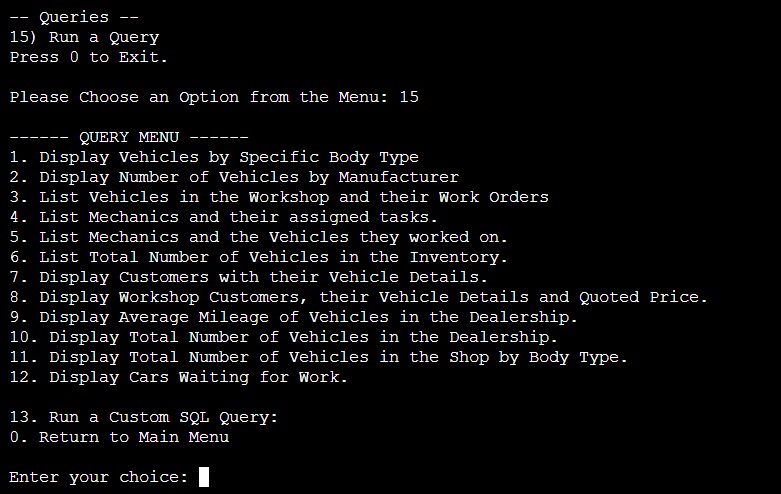 -- Queries --
15) Run a Query
Press 0 to Exit.
Please Choose an Option from the Menu: 15
------ QUERY MENU ------
1. Display Vehicles by Specific Body Type
2. Display Number of Vehicles by Manufacturer
3. List Vehicles in the Workshop and their Work Orders
4. List Mechanics and their assigned tasks.
5. List Mechanics and the Vehicles they worked on.
6. List Total Number of Vehicles in the Inventory.
7. Display Customers with their Vehicle Details.
8. Display Workshop Customers, their Vehicle Details and Quoted Price.
9. Display Average Mileage of Vehicles in the Dealership.
10. Display Total Number of Vehicles in the Dealership.
11. Display Total Number of Vehicles in the Shop by Body Type.
12. Display Cars Waiting for Work.
13. Run a Custom SQL Query:
0. Return to Main Menu
Enter your choice: